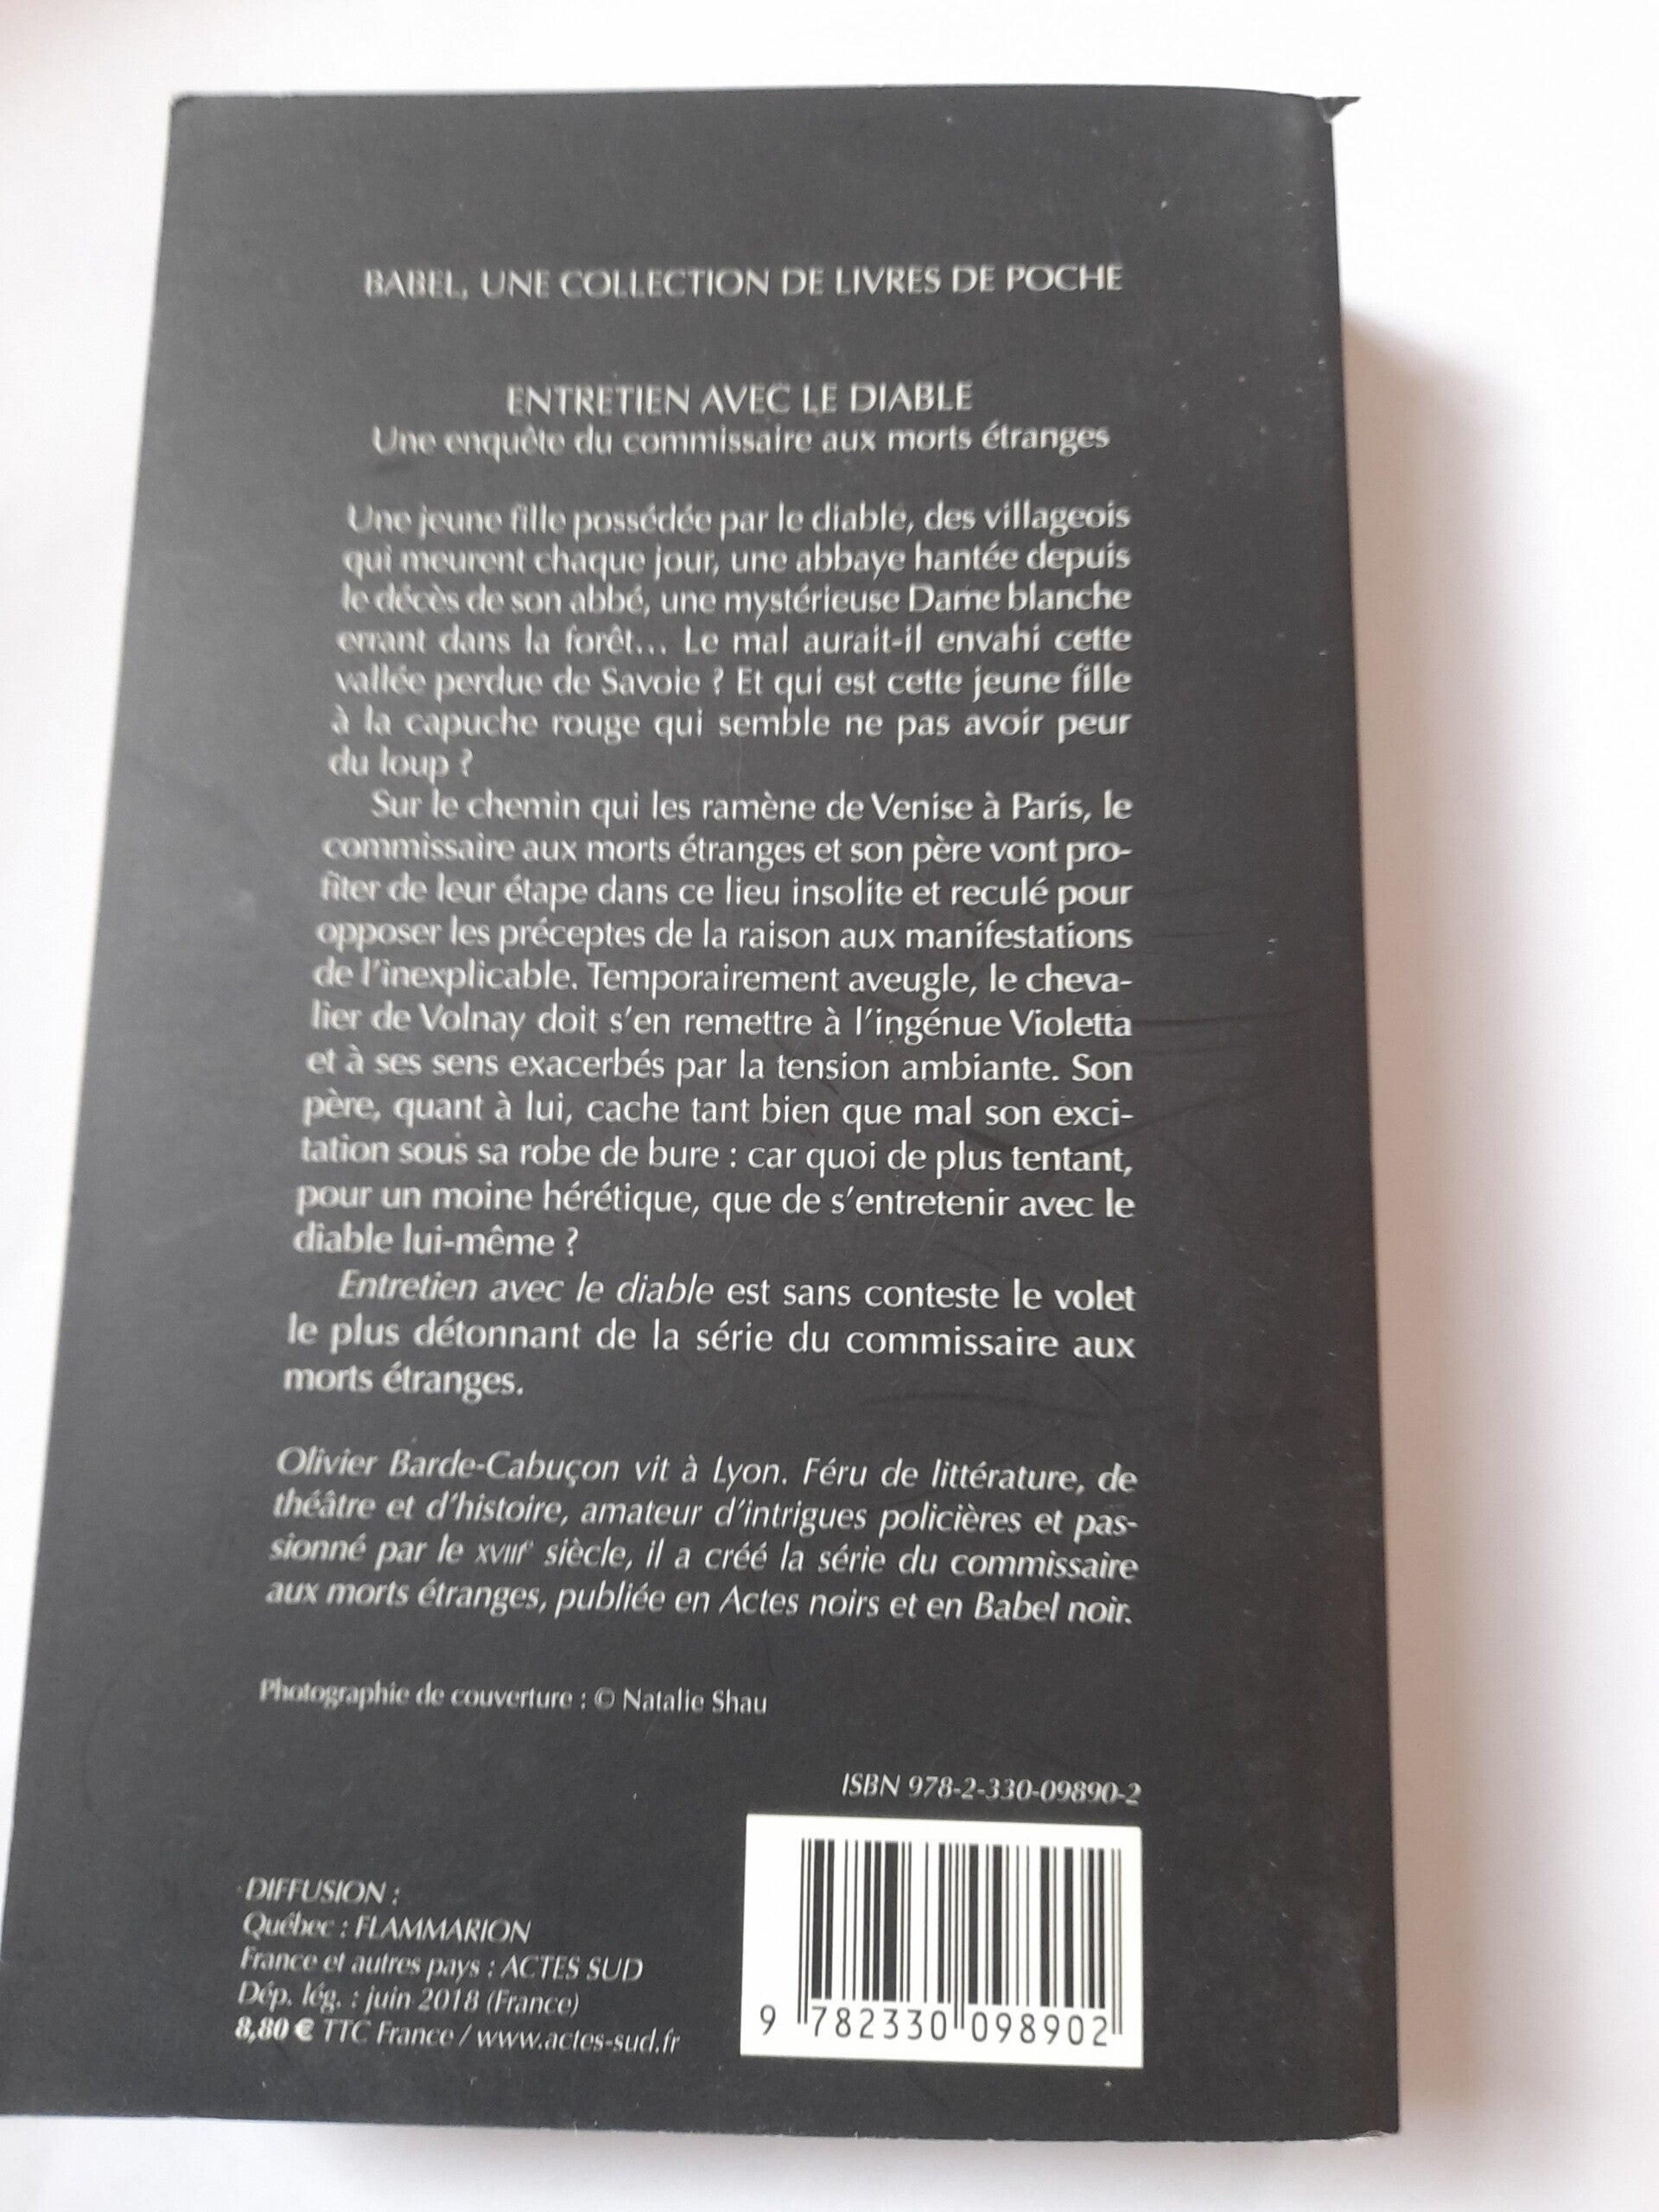 BABEL, UNE COLLECTION DE LIVRES DE POCHE
ENTRETIEN AVEC LE DIABLE
Une enquête du commissaire aux morts étranges
Une jeune fille possédée par le diable, des villageois
qui meurent chaque jour, une abbaye hantée depuis
le décès de son abbé, une mystérieuse Dame blanche
errant dans la forêt... Le mal aurait-il envahi cette
vallée perdue de Savoie ? Et qui est cette jeune fille
à la capuche rouge qui semble ne pas avoir peur
du loup ?
Sur le chemin qui les ramène de Venise à Paris, le
commissaire aux morts étranges et son père vont pro-
fiter de leur étape dans ce lieu insolite et reculé pour
opposer les préceptes de la raison aux manifestations
de l'inexplicable. Temporairement aveugle, le cheva-
lier de Volnay doit s'en remettre à l'ingénue Violetta
et à ses sens exacerbés par la tension ambiante. Son
père, quant à lui, cache tant bien que mal son exci-
tation sous sa robe de bure : car quoi de plus tentant,
pour un moine hérétique, que de s'entretenir avec le
diable lui-même ?
Entretien avec le diable est sans conteste le volet
le plus détonnant de la série du commissaire aux
morts étranges.
Olivier Barde-Cabuçon vit à Lyon. Féru de littérature, de
théâtre et d'histoire, amateur d'intrigues policières et pas-
sionné par le XVIIIe siècle, il a créé la série du commissaire
aux morts étranges, publiée en Actes noirs et en Babel noir.
Photographie de couverture : © Natalie Shau
ISBN 978-2-330-09890-2
DIFFUSION :
Québec : FLAMMARION
France et autres pays : ACTES SUD
Dép. lég. : juin 2018 (France)
8,80 € TTC France / www.actes-sud.fr
9 782330 098902